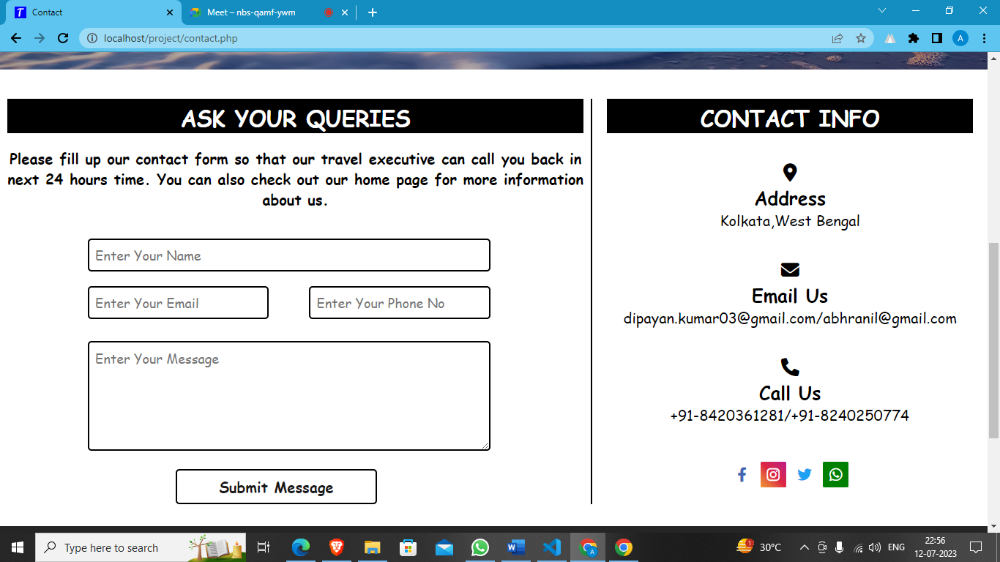 Contact
Meet – nbs-qamf-ywm
localhost/project/contact.php
A
ASK YOUR QUERIES
Please fill up our contact form so that our travel executive can call you back in
next 24 hours time. You can also check out our home page for more information
about us.
Enter Your Name
Enter Your Email
Enter Your Phone No
Enter Your Message
Submit Message
CONTACT INFO
Address
Kolkata,West Bengal
Email Us
dipayan.kumar03@gmail.com/abhranil@gmail.com
Call Us
+91-8420361281/+91-8240250774
Type here to search
1
30°C
ENG
22:56
12-07-2023